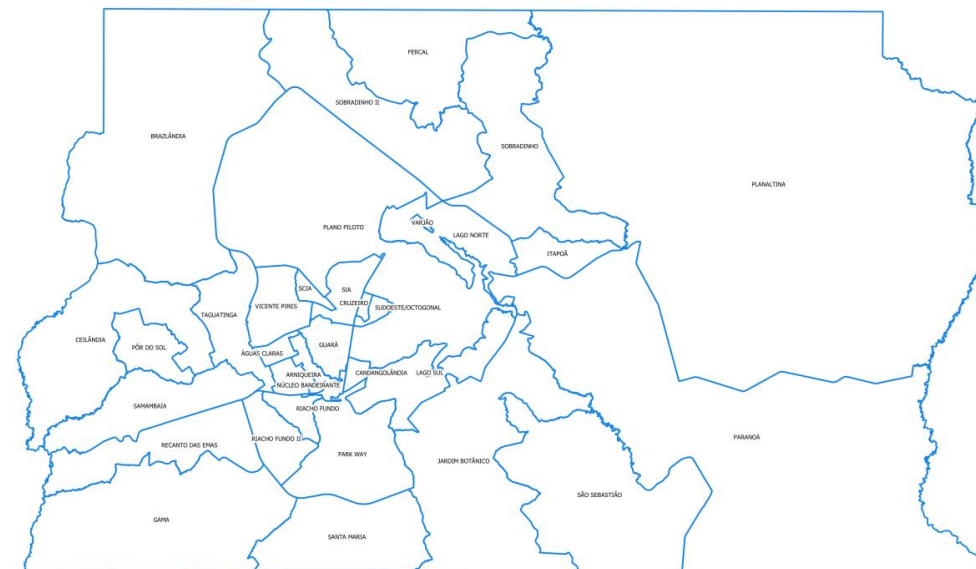 FERCAL
SOBRADINHO II
BRAZLÂNDIA
SOBRADINHO
PLANALTINA
VARJÃO
PLANO PILOTO
LAGO NORTE
ITAPOÃ
SCIA
SIA
CRUZEIRO
VICENTE PIRES
SUDOESTE/OCTOGONAL
TAGUATINGA
CEILÂNDIA
PÔR DO SOL
GUARÁ
ÁGUAS CLARAS
ARNIQUEIRA
CANDANGOLÂNDIA
LAGO SUL
NÚCLEO BANDEIRANTE
SAMAMBAIA
RIACHO FUNDO
RECANTO DAS EMAS
RIACHO FUNDO II
PARANOÁ
PARK WAY
JARDIM BOTÂNICO
SÃO SEBASTIÃO
GAMA
SANTA MARIA